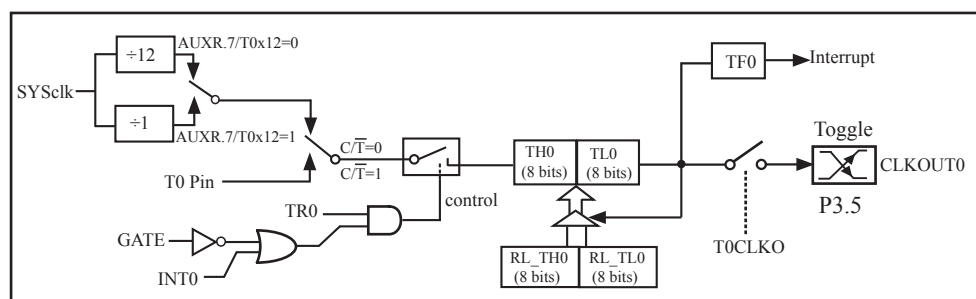 ÷12
AUXR.7/T0x12=0
SYSclk
÷1
AUXR.7/T0x12=1
T0 Pin
C/T̅=0
C/T̅=1
TR0
control
GATE
INT0
TH0
(8 bits)
TL0
(8 bits)
RL_TH0
(8 bits)
RL_TL0
(8 bits)
TF0
Interrupt
Toggle
CLKOUT0
P3.5
T0CLKO